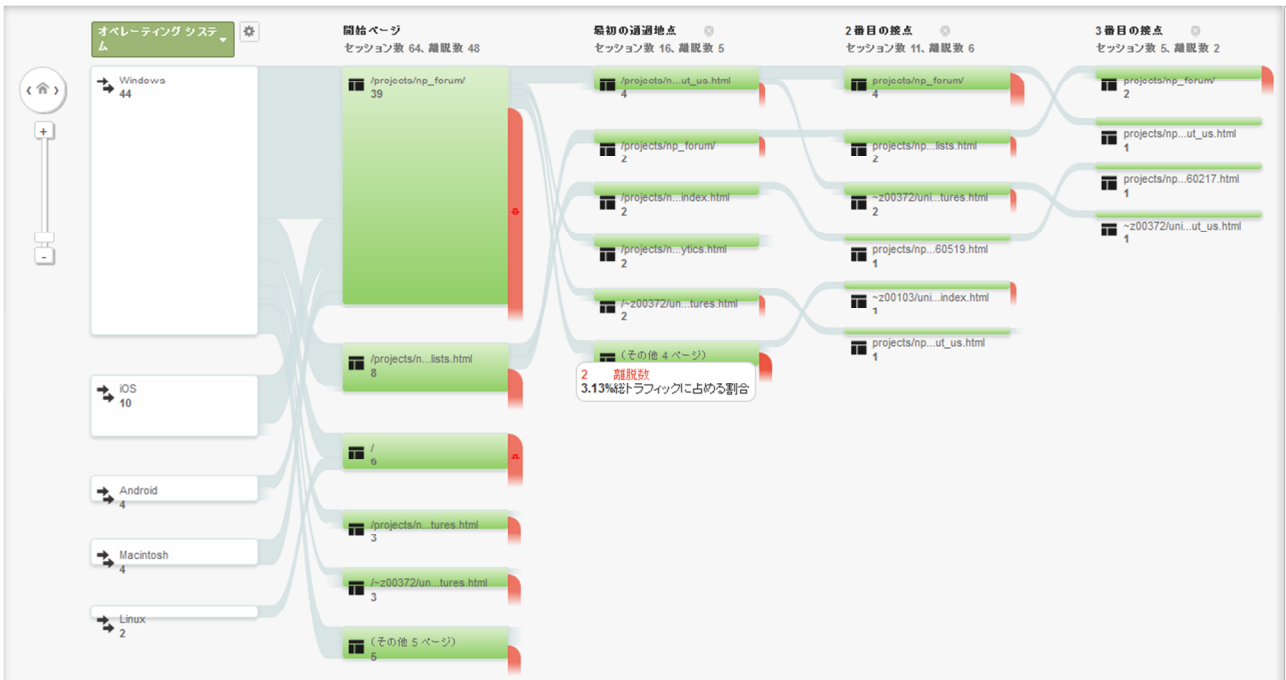 オペレーティング システ
ム
開始ページ
セッション数 64、離脱数 48
最初の通過地点
セッション数 16、離脱数 5
2 番目の接点
セッション数 11、離脱数 6
3 番目の接点
セッション数 5、離脱数 2
Windows
44
iOS
10
Android
4
Macintosh
4
Linux
2
/projects/np_forum/
39
/projects/n...lists.html
8
/
6
/projects/n...tures.html
3
/~z00372/un...tures.html
3
(その他 5 ページ)
5
/projects/n...ut_us.html
4
/projects/np_forum/
2
/projects/n...index.html
2
/projects/n...ytics.html
2
/~z00372/un...tures.html
2
(その他 4 ページ)
2 離脱数
3.13%総トラフィックに占める割合
projects/np_forum/
4
projects/np...lists.html
2
~z00372/uni...tures.html
2
projects/np...60519.html
1
~z00103/uni...index.html
1
projects/np...ut_us.html
1
projects/np_forum/
2
projects/np...ut_us.html
1
projects/np...60217.html
1
~z00372/uni...ut_us.html
1
+
-